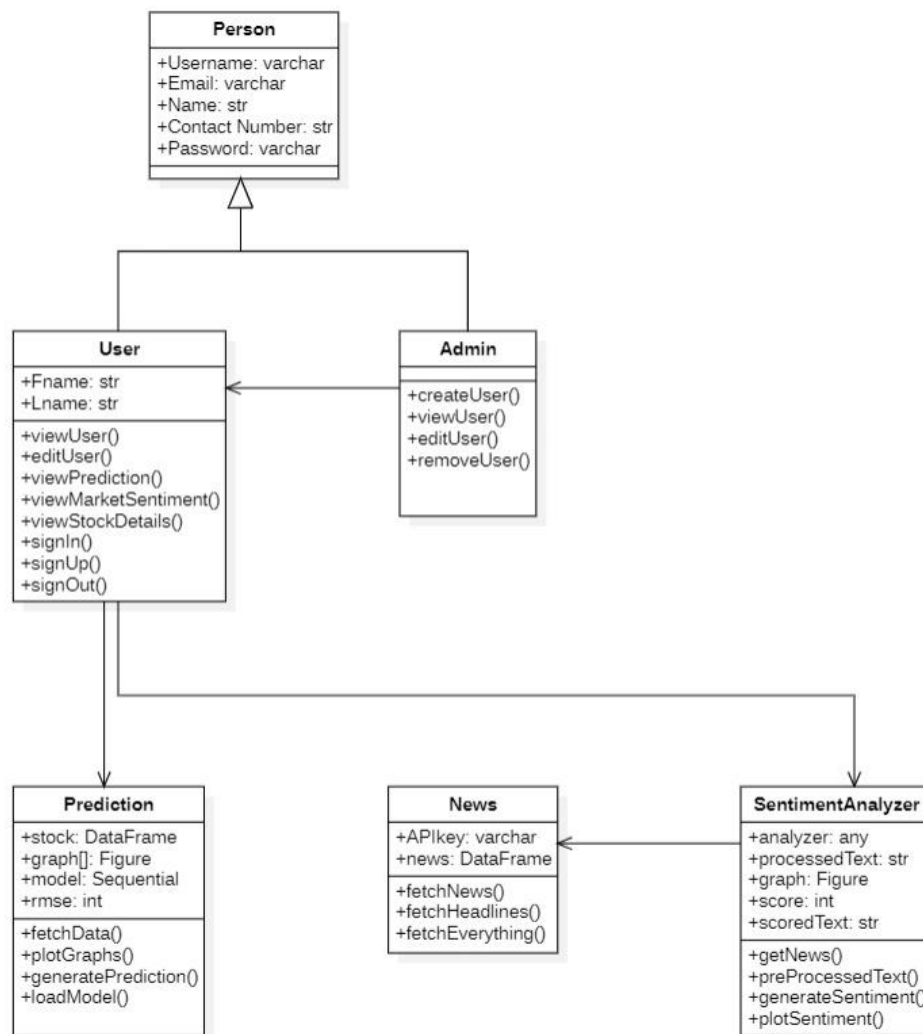 Person
+Username: varchar
+Email: varchar
+Name: str
+Contact Number: str
+Password: varchar
User
+Fname: str
+Lname: str
+viewUser()
+editUser()
+viewPrediction()
+viewMarketSentiment()
+viewStockDetails()
+signIn()
+signUp()
+signOut()
Admin
+createUser()
+viewUser()
+editUser()
+removeUser()
Prediction
+stock: DataFrame
+graph[]: Figure
+model: Sequential
+rmse: int
+fetchData()
+plotGraphs()
+generatePrediction()
+loadModel()
News
+APIkey: varchar
+news: DataFrame
+fetchNews()
+fetchHeadlines()
+fetchEverything()
SentimentAnalyzer
+analyzer: any
+processedText: str
+graph: Figure
+score: int
+scoredText: str
+getNews()
+preProcessedText()
+generateSentiment()
+plotSentiment()